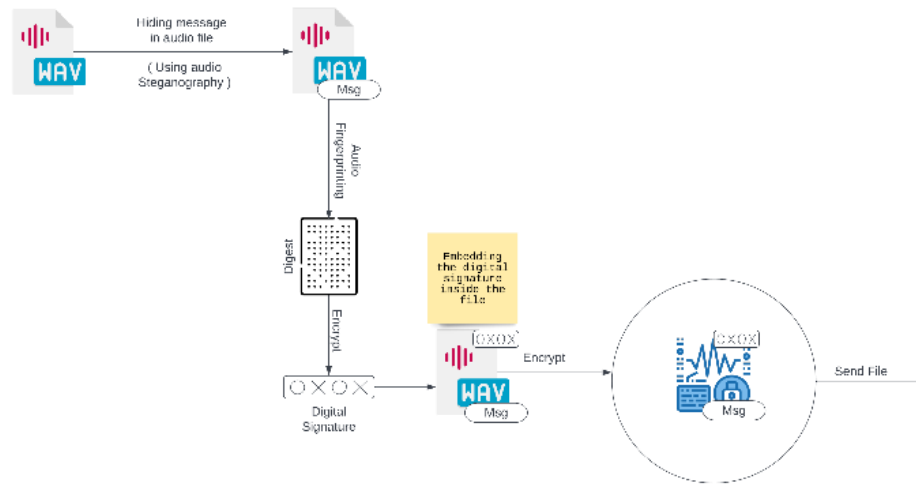 Hiding message
in audio file
( Using audio
Steganography )
WAV
WAV
Msg
Audio
Fingerprinting
Digest
Encrypt
Digital
Signature
Embedding
the digital
signature
inside the
file
OXOX
OXOX
WAV
Msg
Encrypt
OXOX
Msg
Send File